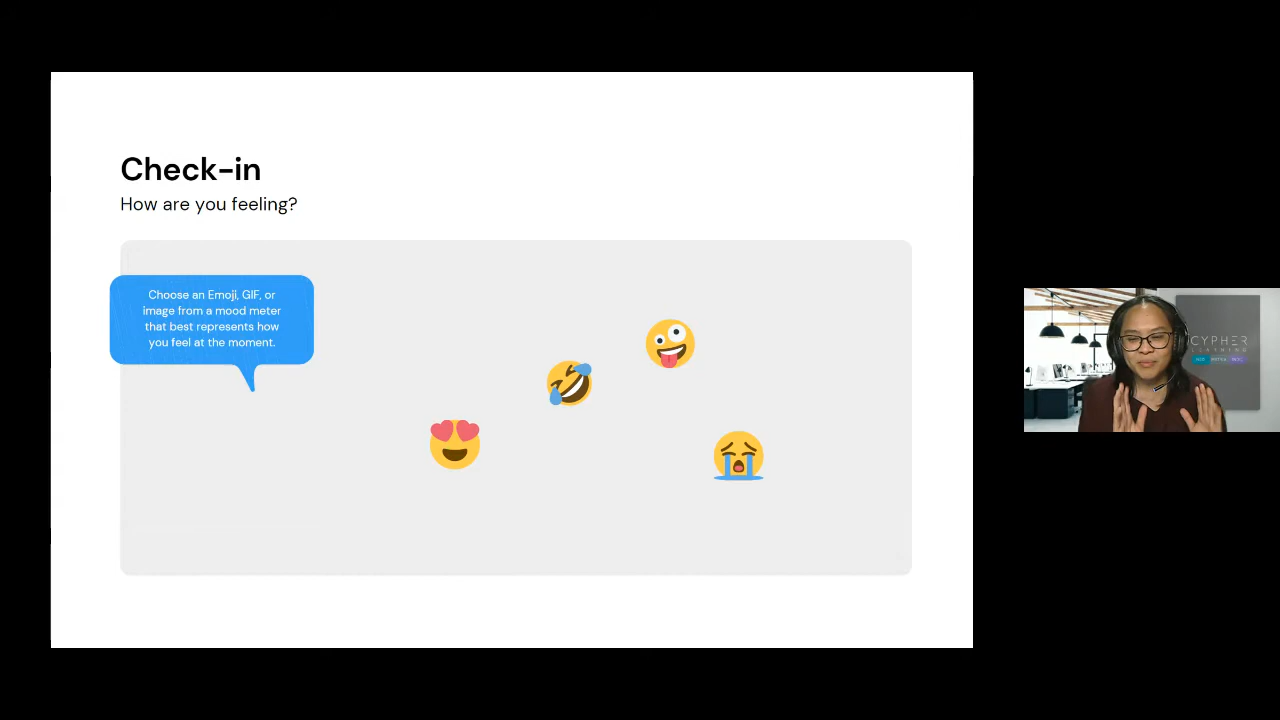 Check-in
How are you feeling?
Choose an Emoji, GIF, or
image from a mood meter
that best represents how
you feel at the moment.
CYPHER
LEARNING